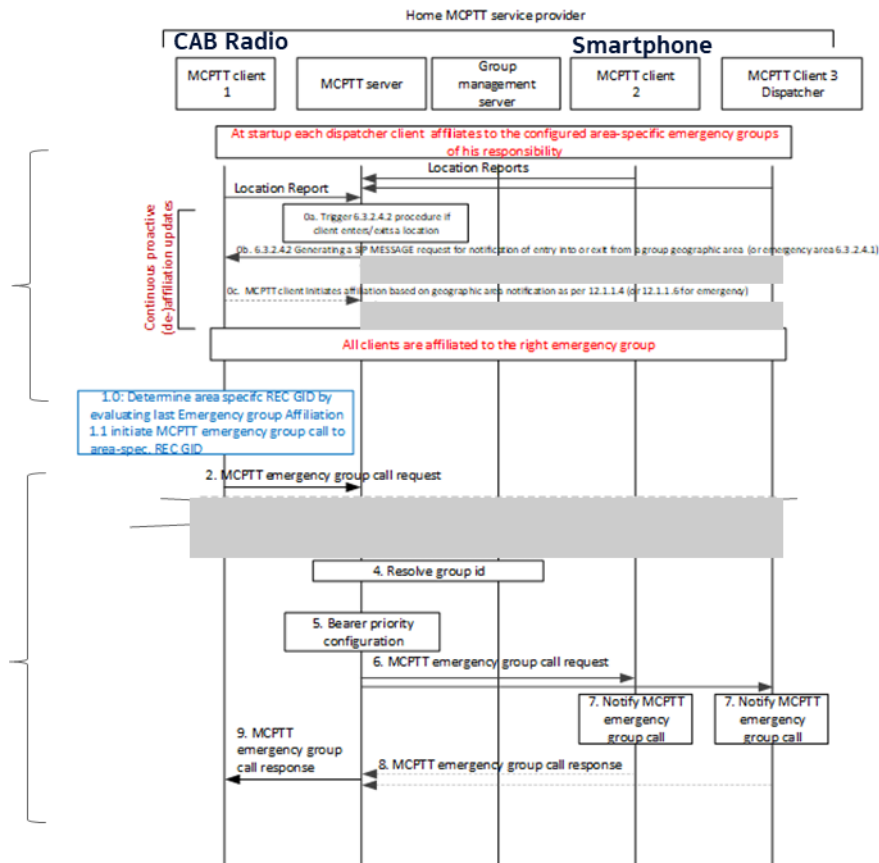 Home MCPTT service provider
CAB Radio
Smartphone
MCPTT client
1
MCPTT server
Group
management
server
MCPTT client
2
MCPTT Client 3
Dispatcher
At startup each dispatcher client affiliates to the configured area-specific emergency groups
of his responsibility
Location Reports
Location Report
Continuous proactive
(de-)affiliation updates
0a. Trigger 6.3.2.4.2 procedure if
client enters/exits a location
0b. 6.3.2.4.2 Generating a SIP MESSAGE request for notification of entry into or exit from a group geographic area (or emergency area 6.3.2.4.1)
0c. MCPTT client Initiates affiliation based on geographic area notification as per 12.1.1.4 (or 12.1.1.6 for emergency)
All clients are affiliated to the right emergency group
1.0: Determine area specifc REC GID by
evaluating last Emergency group Affiliation
1.1 initiate MCPTT emergency group call to
area-spec. REC GID
2. MCPTT emergency group call request
4. Resolve group id
5. Bearer priority
configuration
6. MCPTT emergency group call request
7. Notify MCPTT
emergency
group call
7. Notify MCPTT
emergency
group call
9. MCPTT
emergency group
call response
8. MCPTT emergency group call response